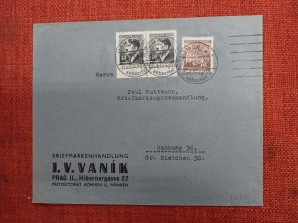 Herrn
Paul Guttmann,
Briefmarkengrosshandlung,
Hamburg 36.
Gr. Bleichen 30.
BRIEFMARKENHANDLUNG
J.V. VANÍK
PRAG II., Hibernergasse 22
PROTEKTORAT BÖHMEN U. MÄHREN